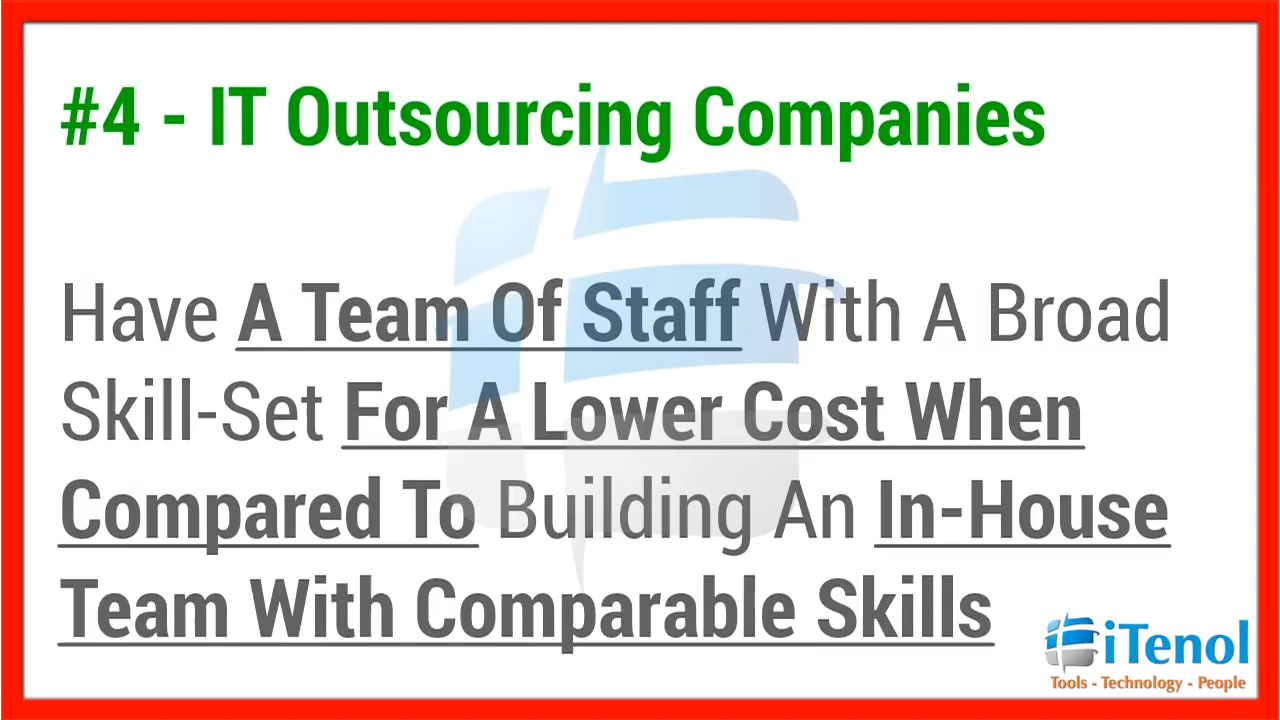 #4 - IT Outsourcing Companies
Have A Team Of Staff With A Broad
Skill-Set For A Lower Cost When
Compared To Building An In-House
Team With Comparable Skills
iTenol
Tools - Technology - People